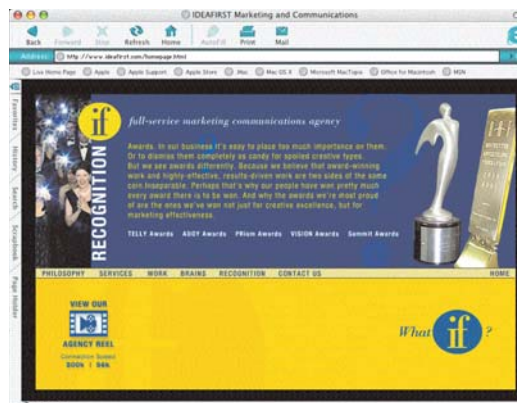 IDEAFIRST Marketing and Communications
Back Forward Stop Refresh Home AutoFill Print Mail
Address: http://www.ideafirst.com/homepage.html
Live Home Page Apple Apple Support Apple Store .Mac Mac OS X Microsoft MacTopia Office for Macintosh MSN
Favorites
History
Search
Scrapbook
Page Holder
if
full-service marketing communications agency
RECOGNITION
Awards. In our business it's easy to place too much importance on them.
Or to dismiss them completely as candy for spoiled creative types.
But we see awards differently. Because we believe that award-winning
work and highly-effective, results-driven work are two sides of the same
coin. Inseparable. Perhaps that's why our people have won pretty much
every award there is to be won. And why the awards we're most proud
of are the ones we've won not just for creative excellence, but for
marketing effectiveness.
TELLY Awards ADDY Awards PRism Awards VISION Awards Summit Awards
PHILOSOPHY SERVICES WORK BRAINS RECOGNITION CONTACT US HOME
VIEW OUR
AGENCY REEL
Connection Speed
300k / 56k
What if ?